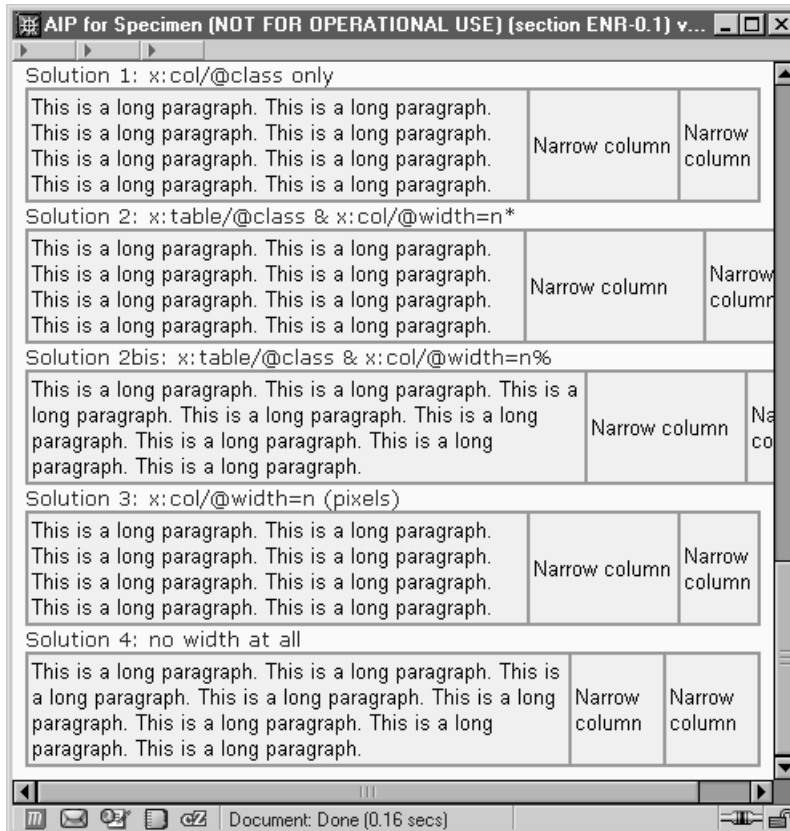 AIP for Specimen (NOT FOR OPERATIONAL USE) (section ENR-0.1) v...
Solution 1: x:col/@class only
This is a long paragraph. This is a long paragraph.
This is a long paragraph. This is a long paragraph.
This is a long paragraph. This is a long paragraph.
This is a long paragraph. This is a long paragraph.
Narrow column
Narrow
column
Solution 2: x:table/@class & x:col/@width=n*
This is a long paragraph. This is a long paragraph.
This is a long paragraph. This is a long paragraph.
This is a long paragraph. This is a long paragraph.
This is a long paragraph. This is a long paragraph.
Narrow column
Narrow
column
Solution 2bis: x:table/@class & x:col/@width=n%
This is a long paragraph. This is a long paragraph. This is a
long paragraph. This is a long paragraph. This is a long
paragraph. This is a long paragraph. This is a long
paragraph. This is a long paragraph.
Narrow column
Na
co
Solution 3: x:col/@width=n (pixels)
This is a long paragraph. This is a long paragraph.
This is a long paragraph. This is a long paragraph.
This is a long paragraph. This is a long paragraph.
This is a long paragraph. This is a long paragraph.
Narrow column
Narrow
column
Solution 4: no width at all
This is a long paragraph. This is a long paragraph. This is
a long paragraph. This is a long paragraph. This is a long
paragraph. This is a long paragraph. This is a long
paragraph. This is a long paragraph.
Narrow
column
Narrow
column
Document: Done (0.16 secs)